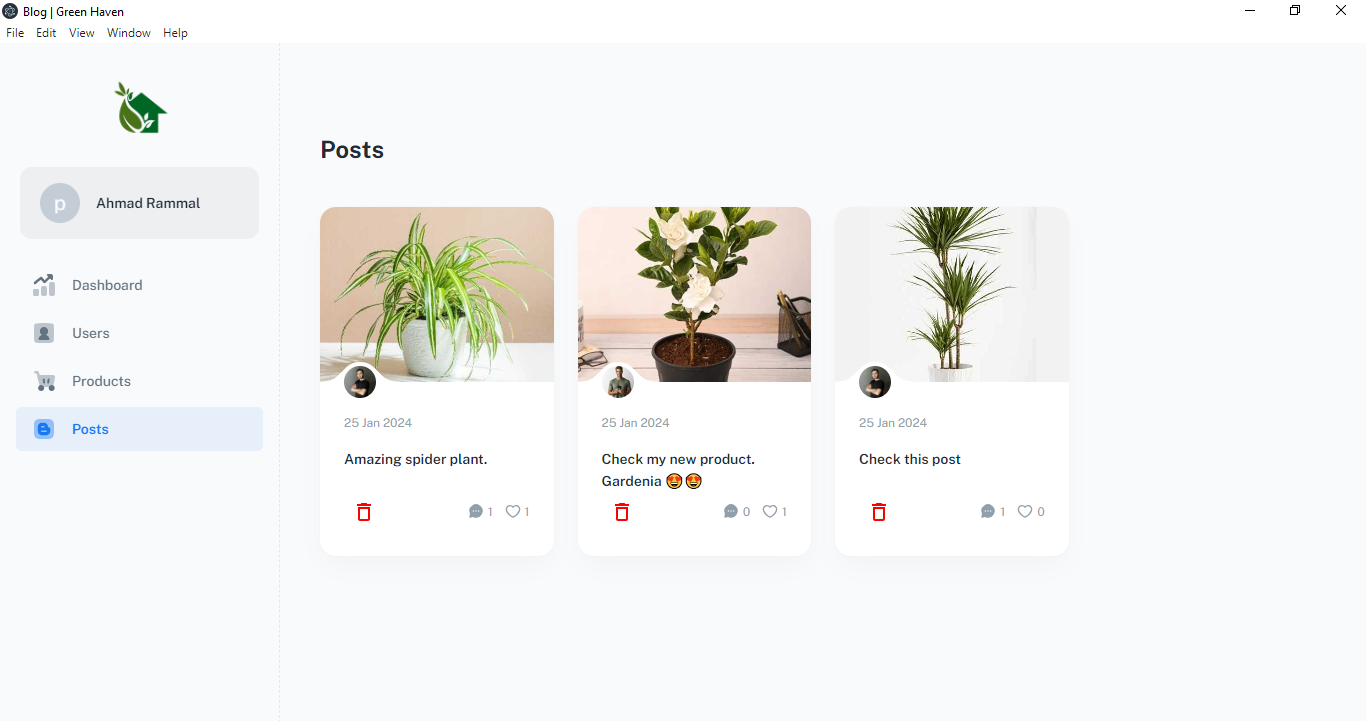 Blog | Green Haven
File Edit View Window Help
p
Ahmad Rammal
Dashboard
Users
Products
Posts
Posts
25 Jan 2024
Amazing spider plant.
1 1
25 Jan 2024
Check my new product.
Gardenia 🤩🤩
0 1
25 Jan 2024
Check this post
1 0